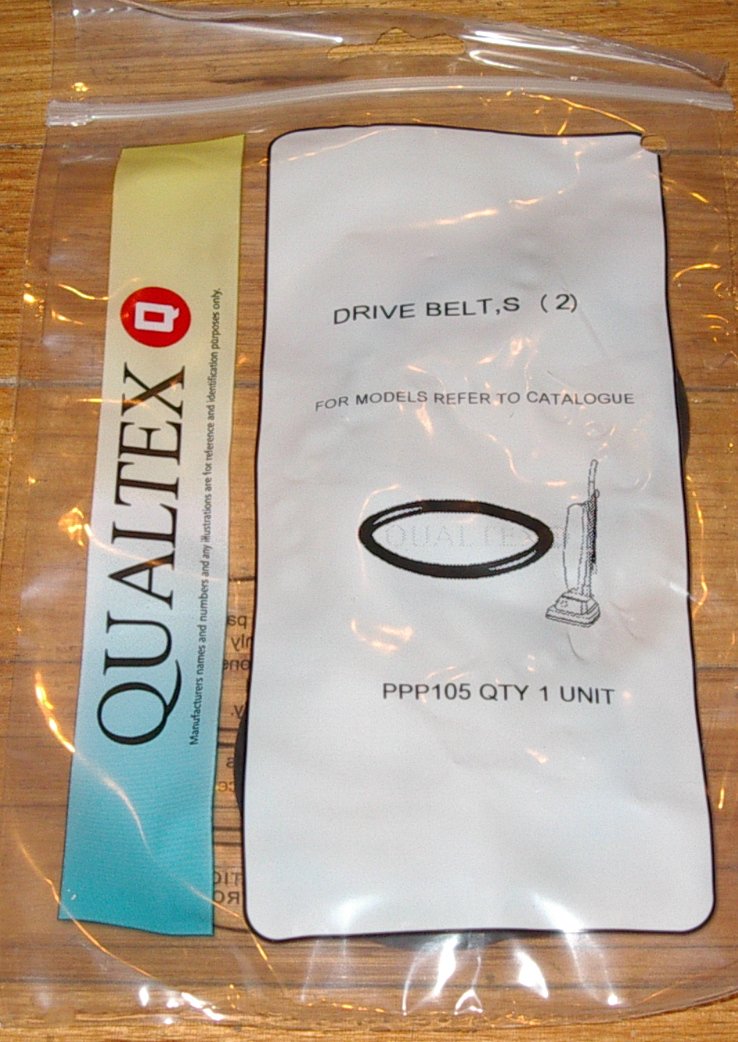 QUALTEX Q
Manufacturers names and numbers and any illustrations are for reference and identification purposes only.
DRIVE BELT,S (2)
FOR MODELS REFER TO CATALOGUE
QUALTEX
PPP105 QTY 1 UNIT